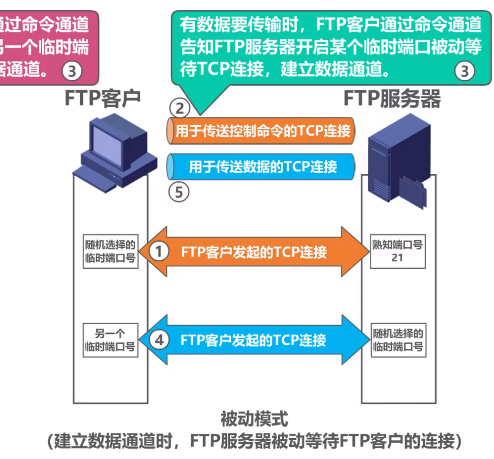 通过命令通道
另一个临时端
据通道。 ③
有数据要传输时，FTP客户通过命令通道
告知FTP服务器开启某个临时端口被动等
待TCP连接，建立数据通道。 ③
FTP客户
FTP服务器
②
用于传送控制命令的TCP连接
用于传送数据的TCP连接
⑤
随机选择的
临时端口号
① FTP客户发起的TCP连接
熟知端口号
21
另一个
临时端口号
④ FTP客户发起的TCP连接
随机选择的
临时端口号
被动模式
（建立数据通道时，FTP服务器被动等待FTP客户的连接）